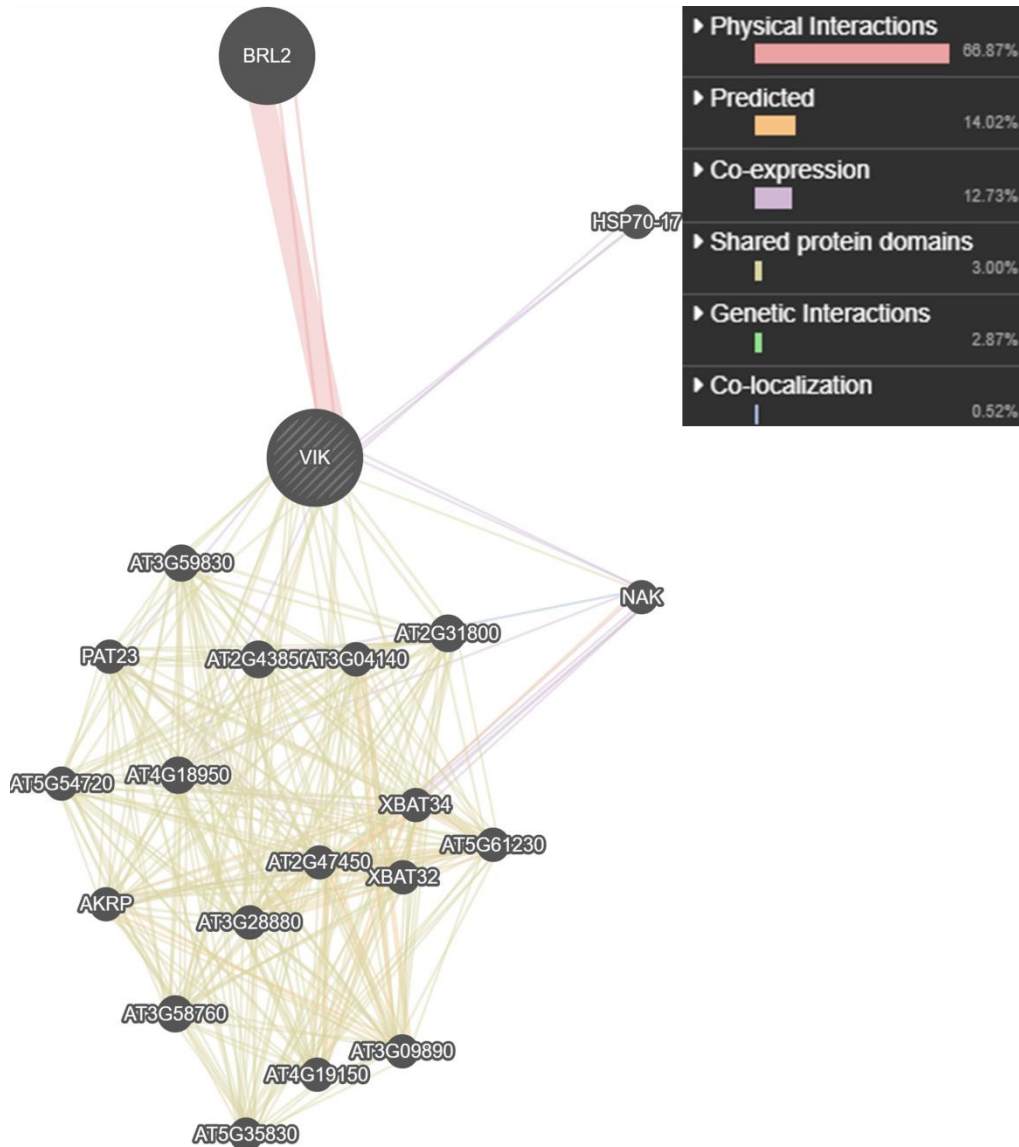 BRL2
Physical Interactions
66.87%
Predicted
14.02%
Co-expression
12.73%
HSP70-17
Shared protein domains
3.00%
Genetic Interactions
2.87%
Co-localization
0.52%
VIK
AT3G59830
NAK
AT2G31800
PAT23
AT2G43850
AT3G04140
AT5G54720
AT4G18950
XBAT34
AT5G61230
AT2G47450
XBAT32
AKRP
AT3G28880
AT3G58760
AT3G09890
AT4G19150
AT5G35830